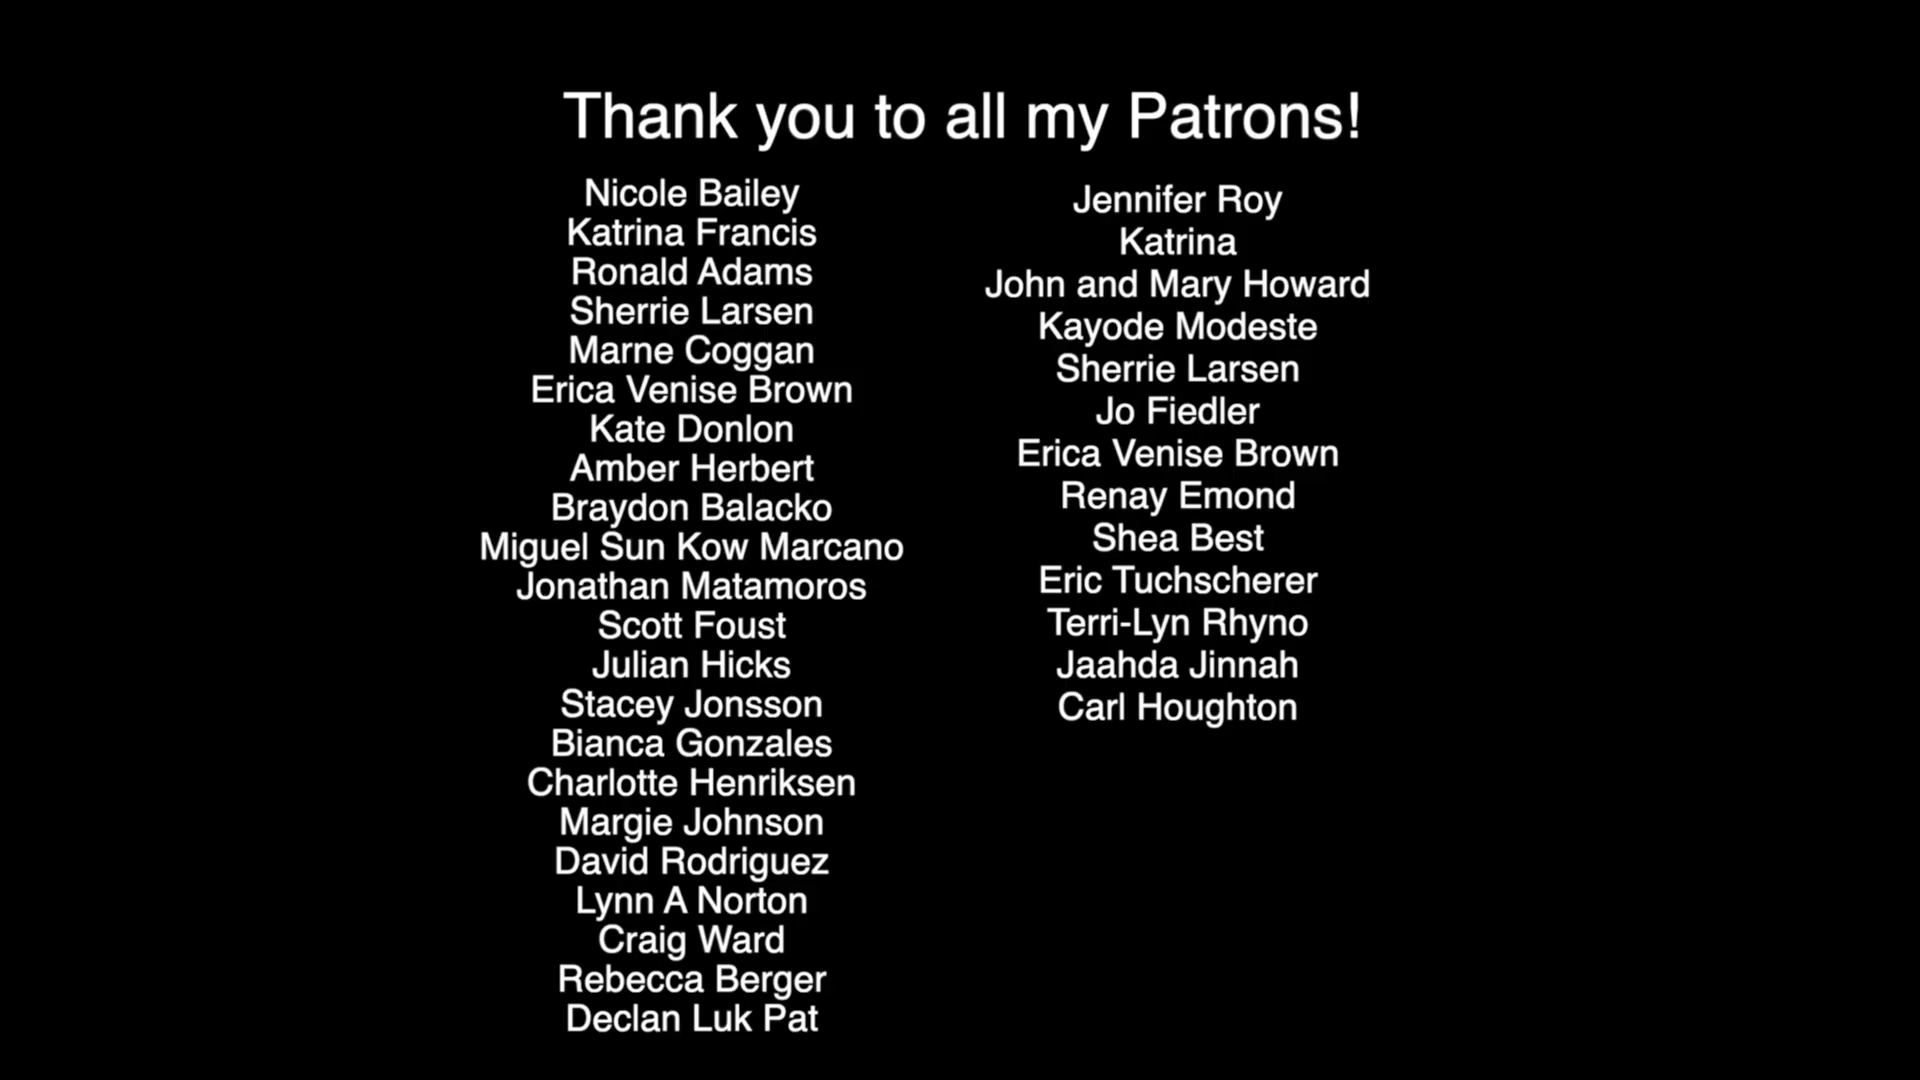 Thank you to all my Patrons!
Nicole Bailey
Katrina Francis
Ronald Adams
Sherrie Larsen
Marne Coggan
Erica Venise Brown
Kate Donlon
Amber Herbert
Braydon Balacko
Miguel Sun Kow Marcano
Jonathan Matamoros
Scott Foust
Julian Hicks
Stacey Jonsson
Bianca Gonzales
Charlotte Henriksen
Margie Johnson
David Rodriguez
Lynn A Norton
Craig Ward
Rebecca Berger
Declan Luk Pat
Jennifer Roy
Katrina
John and Mary Howard
Kayode Modeste
Sherrie Larsen
Jo Fiedler
Erica Venise Brown
Renay Emond
Shea Best
Eric Tuchscherer
Terri-Lyn Rhyno
Jaahda Jinnah
Carl Houghton